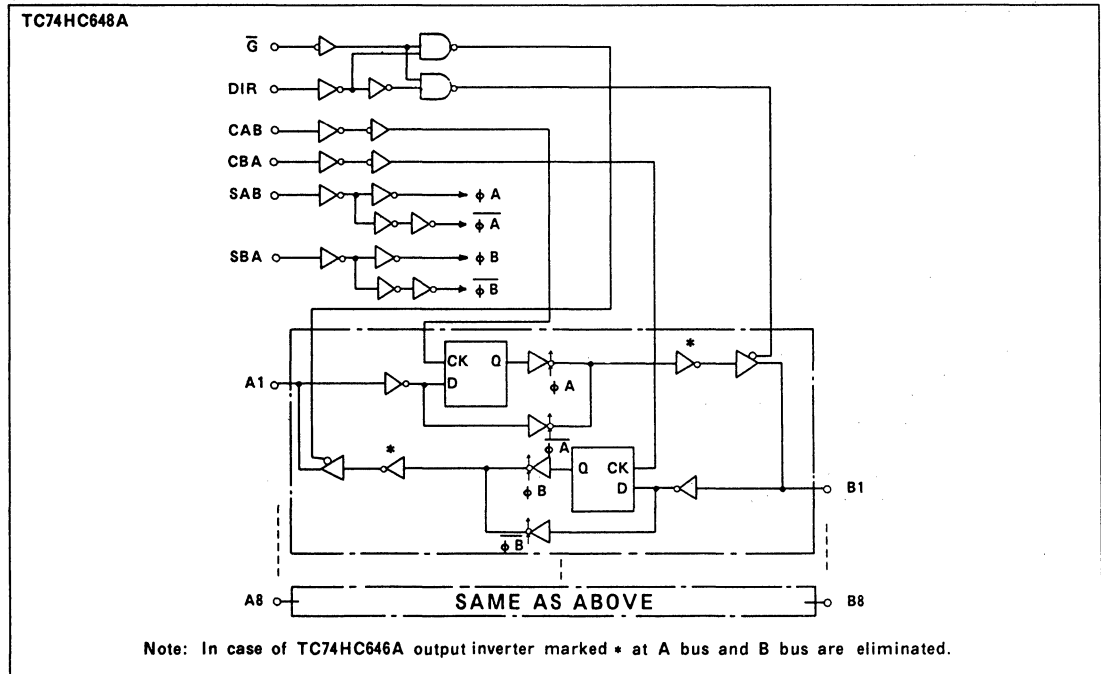 TC74HC648A
G̅
DIR
CAB
CBA
SAB
ϕ A
ϕ A̅
SBA
ϕ B
ϕ B̅
*
CK Q
D
ϕ A
A1
ϕ A̅
*
Q CK
D
ϕ B
B1
ϕ B̅
A8 SAME AS ABOVE B8
Note: In case of TC74HC646A output inverter marked * at A bus and B bus are eliminated.